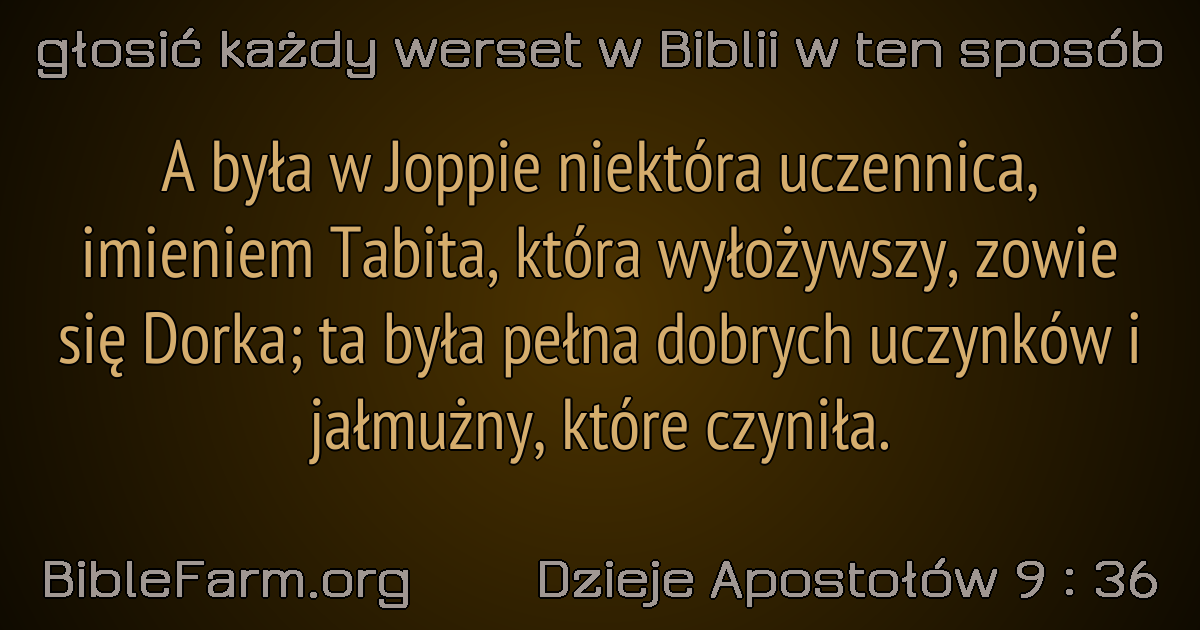 głosić każdy werset w Biblii w ten sposób
A była w Joppie niektóra uczennica,
imieniem Tabita, która wyłożywszy, zowie
się Dorka; ta była pełna dobrych uczynków i
jałmużny, które czyniła.
BibleFarm.org Dzieje Apostołów 9 : 36